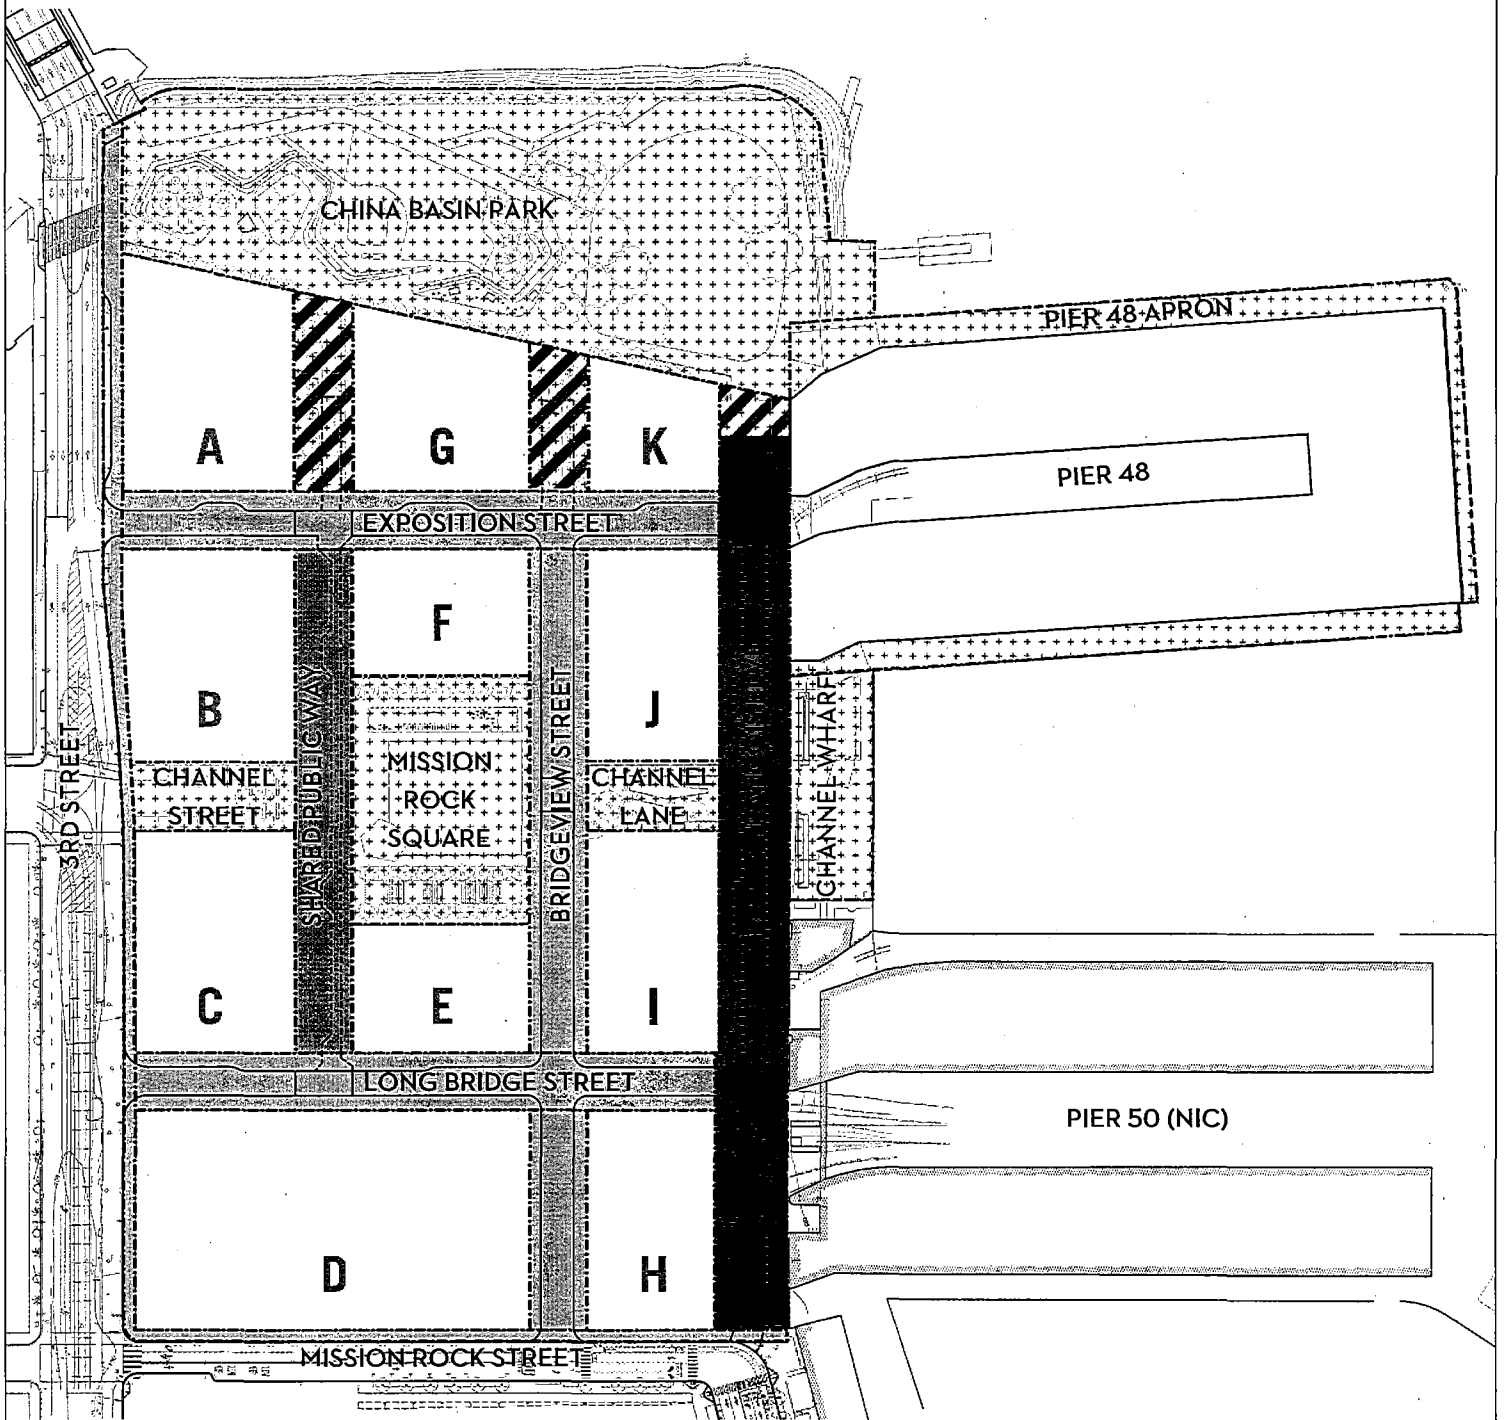 CHINA BASIN PARK
PIER 48 APRON
A
G
K
PIER 48
EXPOSITION STREET
F
B
J
SHARED PUBLIC WAY
BRIDGEVIEW STREET
CHANNEL WHARF
3RD STREET
CHANNEL
STREET
MISSION
ROCK
SQUARE
CHANNEL
LANE
C
E
I
LONG BRIDGE STREET
PIER 50 (NIC)
D
H
MISSION ROCK STREET